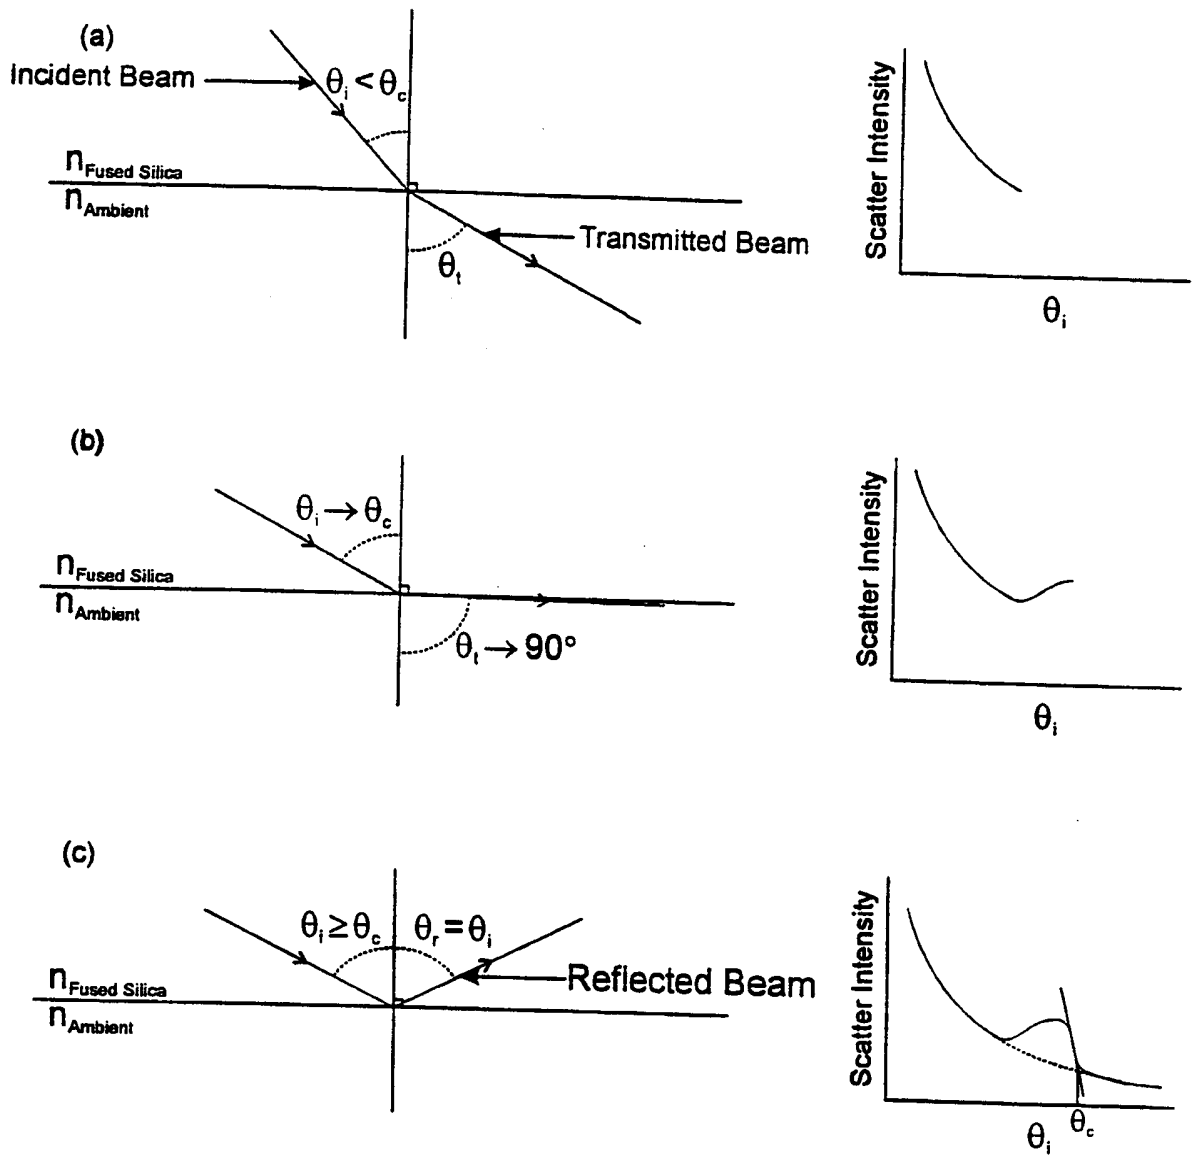 (a)
Incident Beam
θi < θc
nFused Silica
nAmbient
Transmitted Beam
θt
Scatter Intensity
θi
(b)
θi → θc
nFused Silica
nAmbient
θt → 90°
Scatter Intensity
θi
(c)
θi ≥ θc
θr = θi
Reflected Beam
nFused Silica
nAmbient
Scatter Intensity
θc
θi